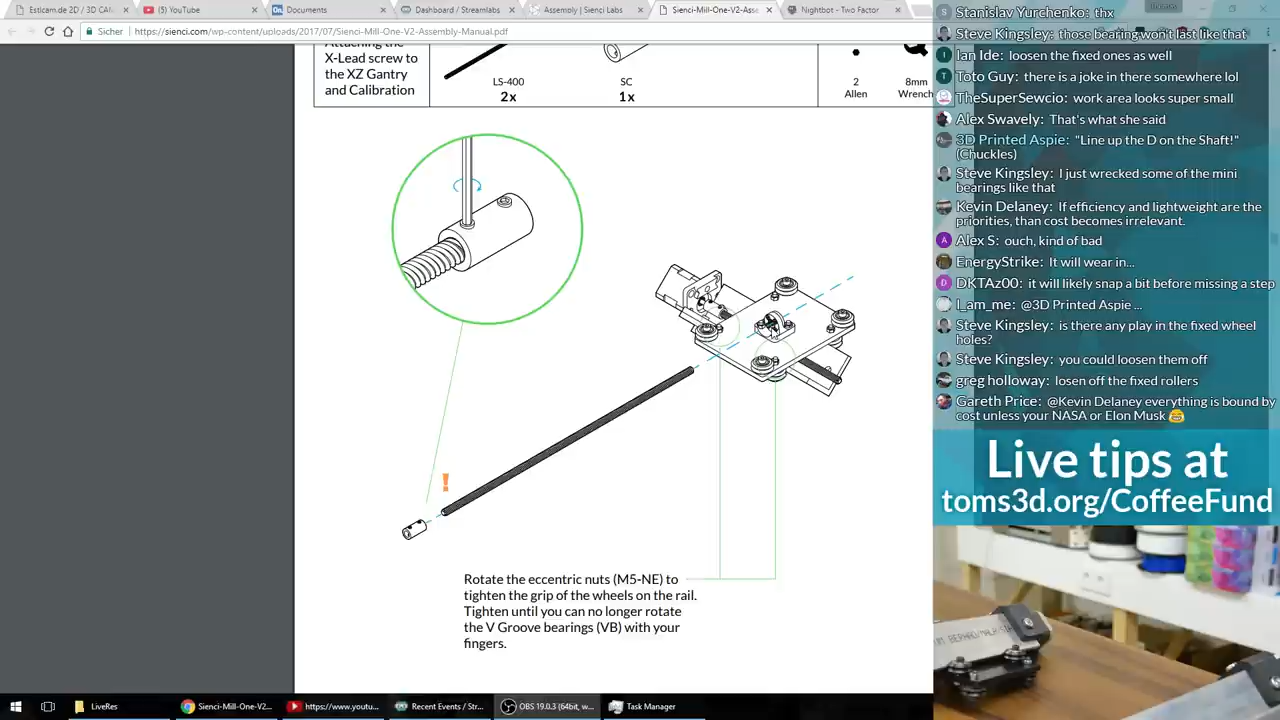 Esticam.de 2D / 3D CA
(5) YouTube
Documents
Dashboard / Streamlabs
Assembly | Sienci Labs
Sienci-Mill-One-V2-Asse
Nightbot - Two Factor
Thomas
Sicher
https://sienci.com/wp-content/uploads/2017/07/Sienci-Mill-One-V2-Assembly-Manual.pdf
Attaching the
X-Lead screw to
the XZ Gantry
and Calibration
LS-400
2x
SC
1x
2
Allen
8mm
Wrench
!
Rotate the eccentric nuts (M5-NE) to
tighten the grip of the wheels on the rail.
Tighten until you can no longer rotate
the V Groove bearings (VB) with your
fingers.
Stanislav Yurchenko: thx
Steve Kingsley: those bearing won't last like that
Ian Ide: loosen the fixed ones as well
Toto Guy: there is a joke in there somewhere lol
TheSuperSewcio: work area looks super small
Alex Swavely: That's what she said
3D Printed Aspie: "Line up the D on the Shaft!"
(Chuckles)
Steve Kingsley: I just wrecked some of the mini
bearings like that
Kevin Delaney: If efficiency and lightweight are the
priorities, than cost becomes irrelevant.
Alex S: ouch, kind of bad
EnergyStrike: It will wear in...
DKTAz00: it will likely snap a bit before missing a step
I_am_me: @3D Printed Aspie ...
Steve Kingsley: is there any play in the fixed wheel
holes?
Steve Kingsley: you could loosen them off
greg holloway: losen off the fixed rollers
Gareth Price: @Kevin Delaney everything is bound by
cost unless your NASA or Elon Musk
Live tips at
toms3d.org/CoffeeFund
LiveRes
Sienci-Mill-One-V2...
https://www.youtu...
Recent Events / Str...
OBS 19.0.3 (64bit, w...
Task Manager